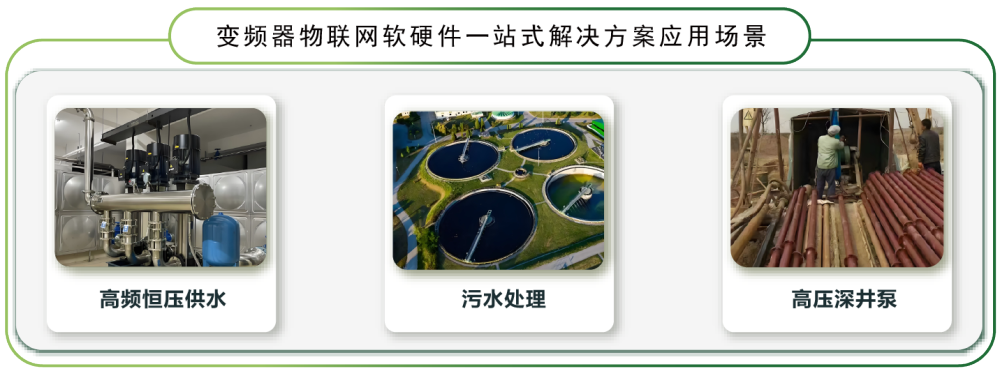 变频器物联网软硬件一站式解决方案应用场景
高频恒压供水
污水处理
高压深井泵